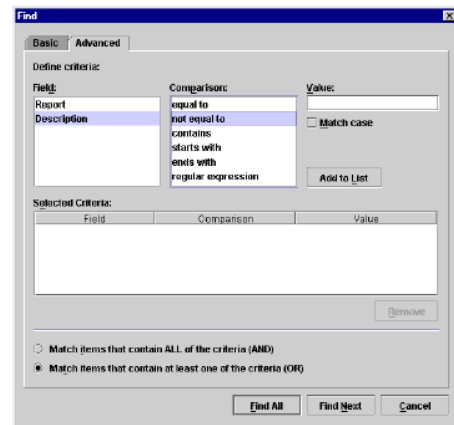 Find
Basic Advanced
Define criteria:
Field: Comparison: Value:
Report equal to
Description not equal to
contains
Match case
starts with
ends with
regular expression
Add to List
Selected Criteria:
Field Comparison Value
Remove
Match items that contain ALL of the criteria (AND)
Match items that contain at least one of the criteria (OR)
Find All Find Next Cancel